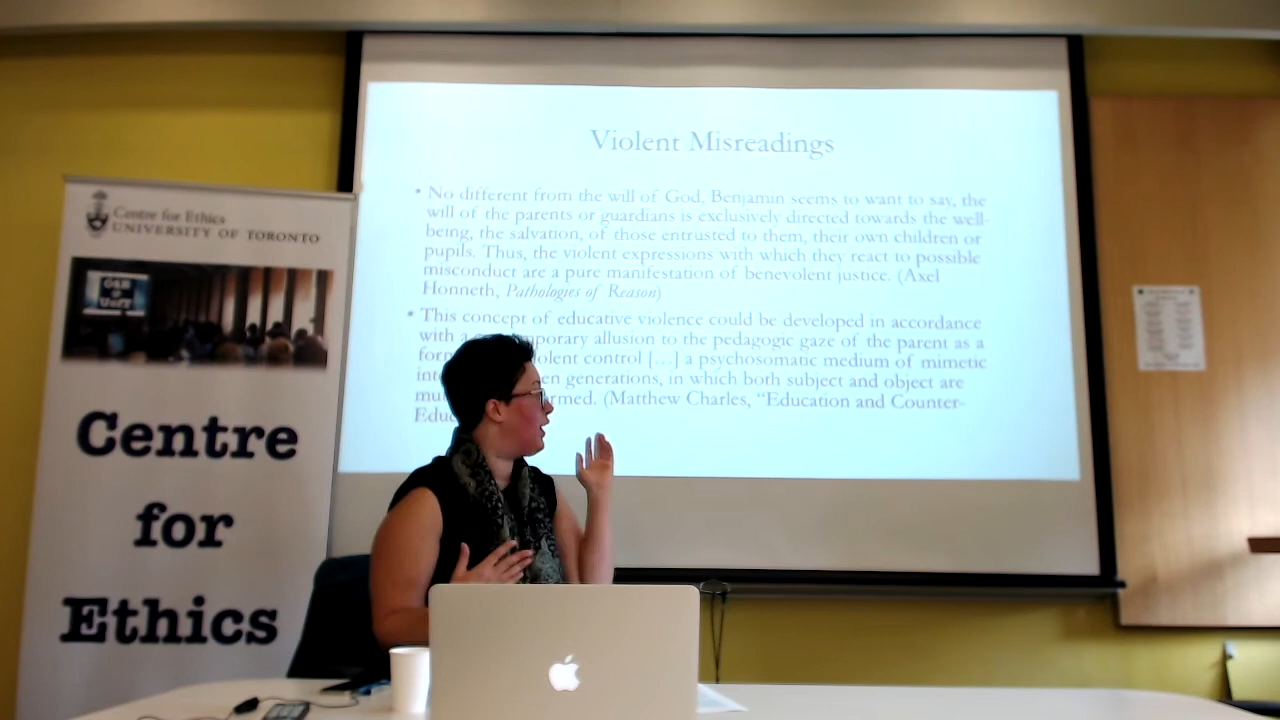 Centre for Ethics
UNIVERSITY OF TORONTO
C4E
@
UofT
Centre
for
Ethics
Violent Misreadings
• No different from the will of God, Benjamin seems to want to say, the
will of the parents or guardians is exclusively directed towards the well-
being, the salvation, of those entrusted to them, their own children or
pupils. Thus, the violent expressions with which they react to possible
misconduct are a pure manifestation of benevolent justice. (Axel
Honneth, Pathologies of Reason)
• This concept of educative violence could be developed in accordance
with a allusion to the pedagogic gaze of the parent as a
control [...] a psychosomatic medium of mimetic
generations, in which both subject and object are
(Matthew Charles, “Education and Counter-